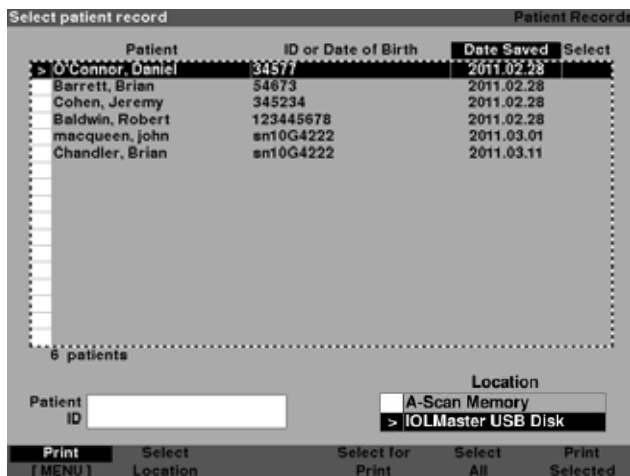 Select patient record Patient Records
Patient ID or Date of Birth Date Saved Select
> O'Connor, Daniel 34577 2011.02.28
Barrett, Brian 54673 2011.02.28
Cohen, Jeremy 345234 2011.02.28
Baldwin, Robert 123445678 2011.02.28
macqueen, john sn10G4222 2011.03.01
Chandler, Brian sn10G4222 2011.03.11
6 patients
Location
Patient ID
A-Scan Memory
> IOLMaster USB Disk
Print Select Select for Select Print
[MENU] Location Print All Selected